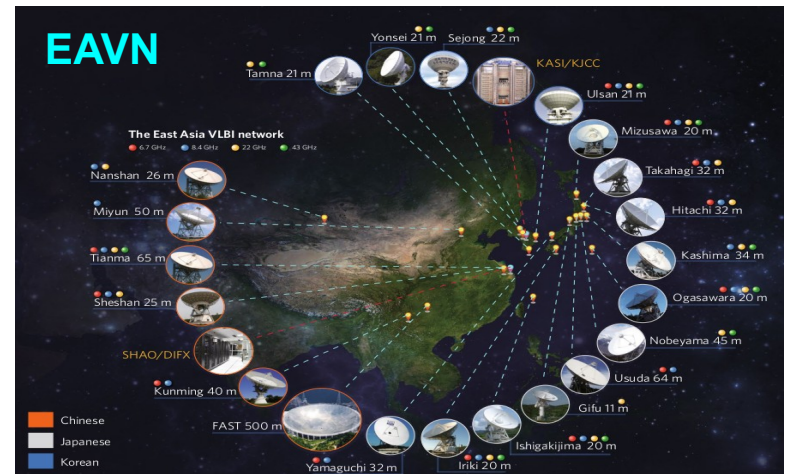 EAVN
Yonsei 21 m
Sejong 22 m
Tamna 21 m
KASI/KJCC
Ulsan 21 m
Mizusawa 20 m
The East Asia VLBI network
6.7 GHz 8.4 GHz 22 GHz 43 GHz
Takahagi 32 m
Nanshan 26 m
Miyun 50 m
Hitachi 32 m
Tianma 65 m
Kashima 34 m
Sheshan 25 m
Ogasawara 20 m
Nobeyama 45 m
SHAO/DIFX
Usuda 64 m
Kunming 40 m
Gifu 11 m
FAST 500 m
Ishigakijima 20 m
Yamaguchi 32 m
Iriki 20 m
Chinese
Japanese
Korean